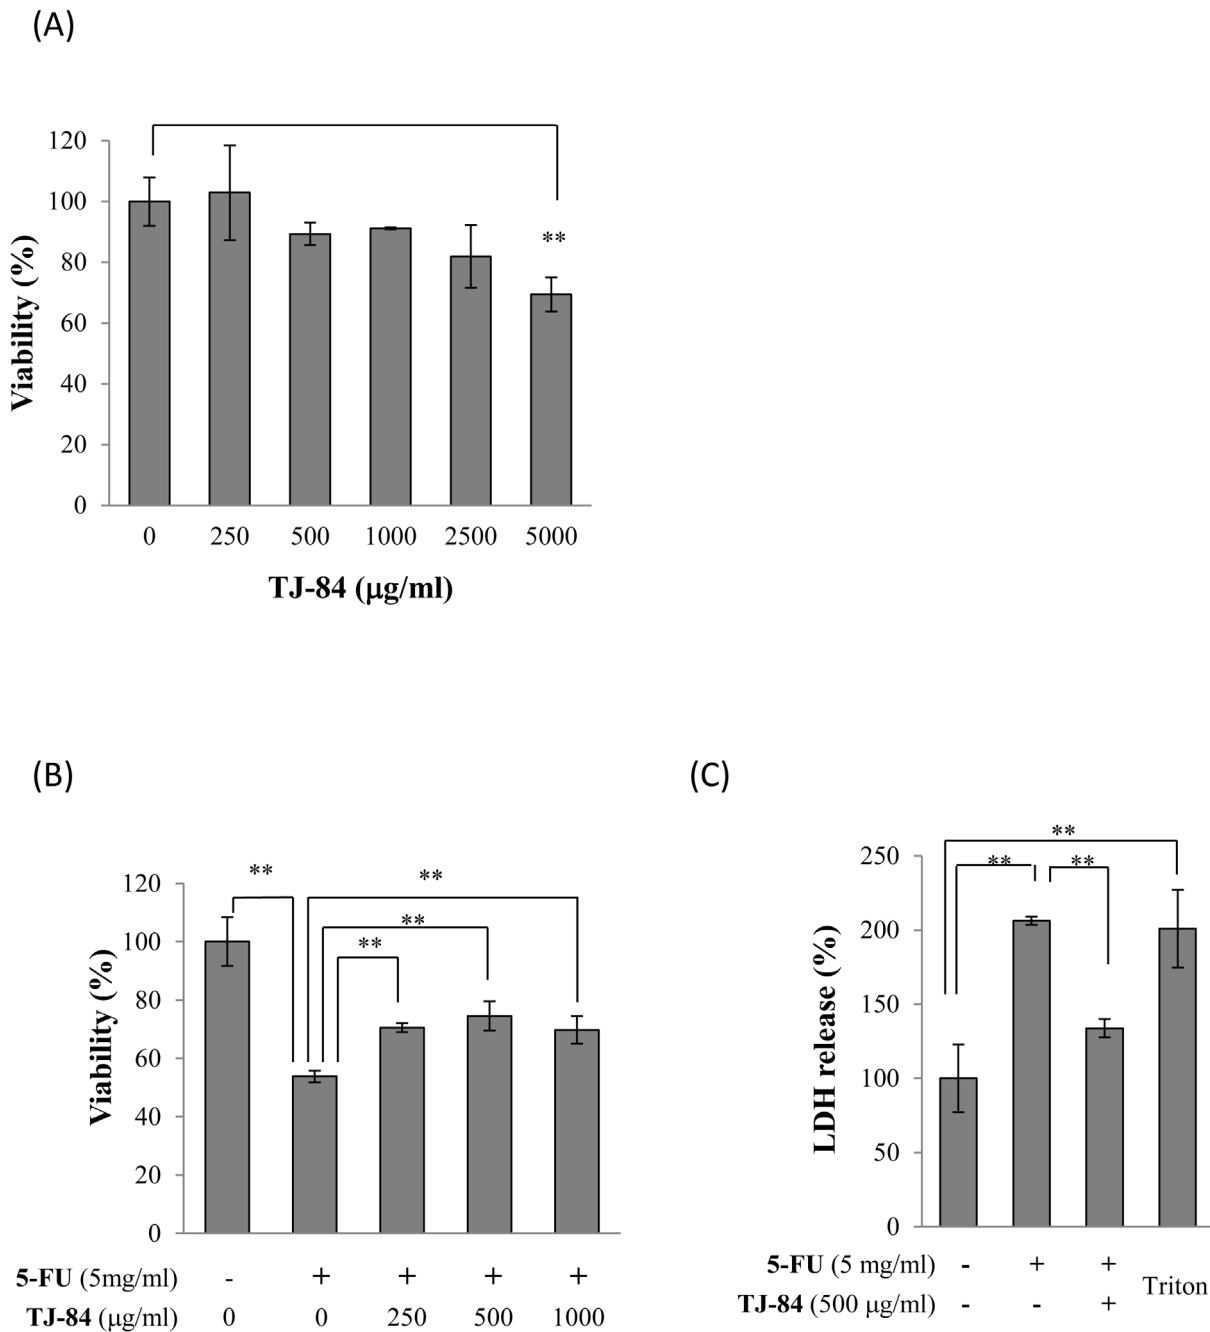 (A)
**
120
100
80
60
40
20
0
Viability (%)
0 250 500 1000 2500 5000
TJ-84 (μg/ml)
(B)
** ** ** **
120
100
80
60
40
20
0
Viability (%)
5-FU (5mg/ml) - + + + +
TJ-84 (μg/ml) 0 0 250 500 1000
(C)
**
** **
250
200
150
100
50
0
LDH release (%)
5-FU (5 mg/ml) - + +
TJ-84 (500 μg/ml) - - +
Triton